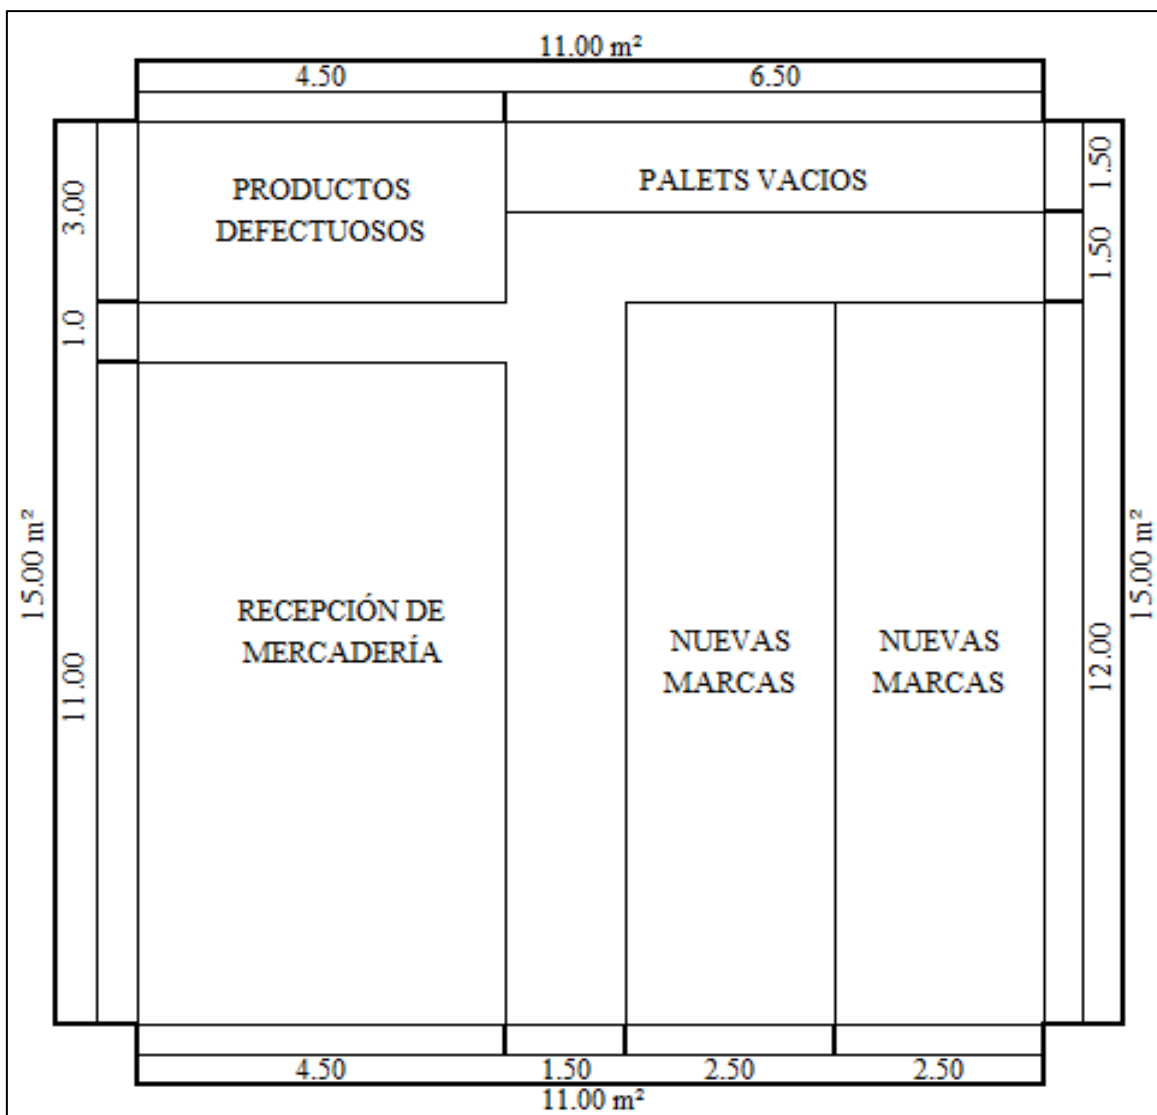 11.00 m²
4.50
6.50
3.00
1.0
15.00 m²
11.00
PRODUCTOS
DEFECTUOSOS
PALETS VACIOS
1.50
1.50
RECEPCIÓN DE
MERCADERÍA
NUEVAS
MARCAS
NUEVAS
MARCAS
15.00 m²
12.00
4.50
1.50
2.50
2.50
11.00 m²